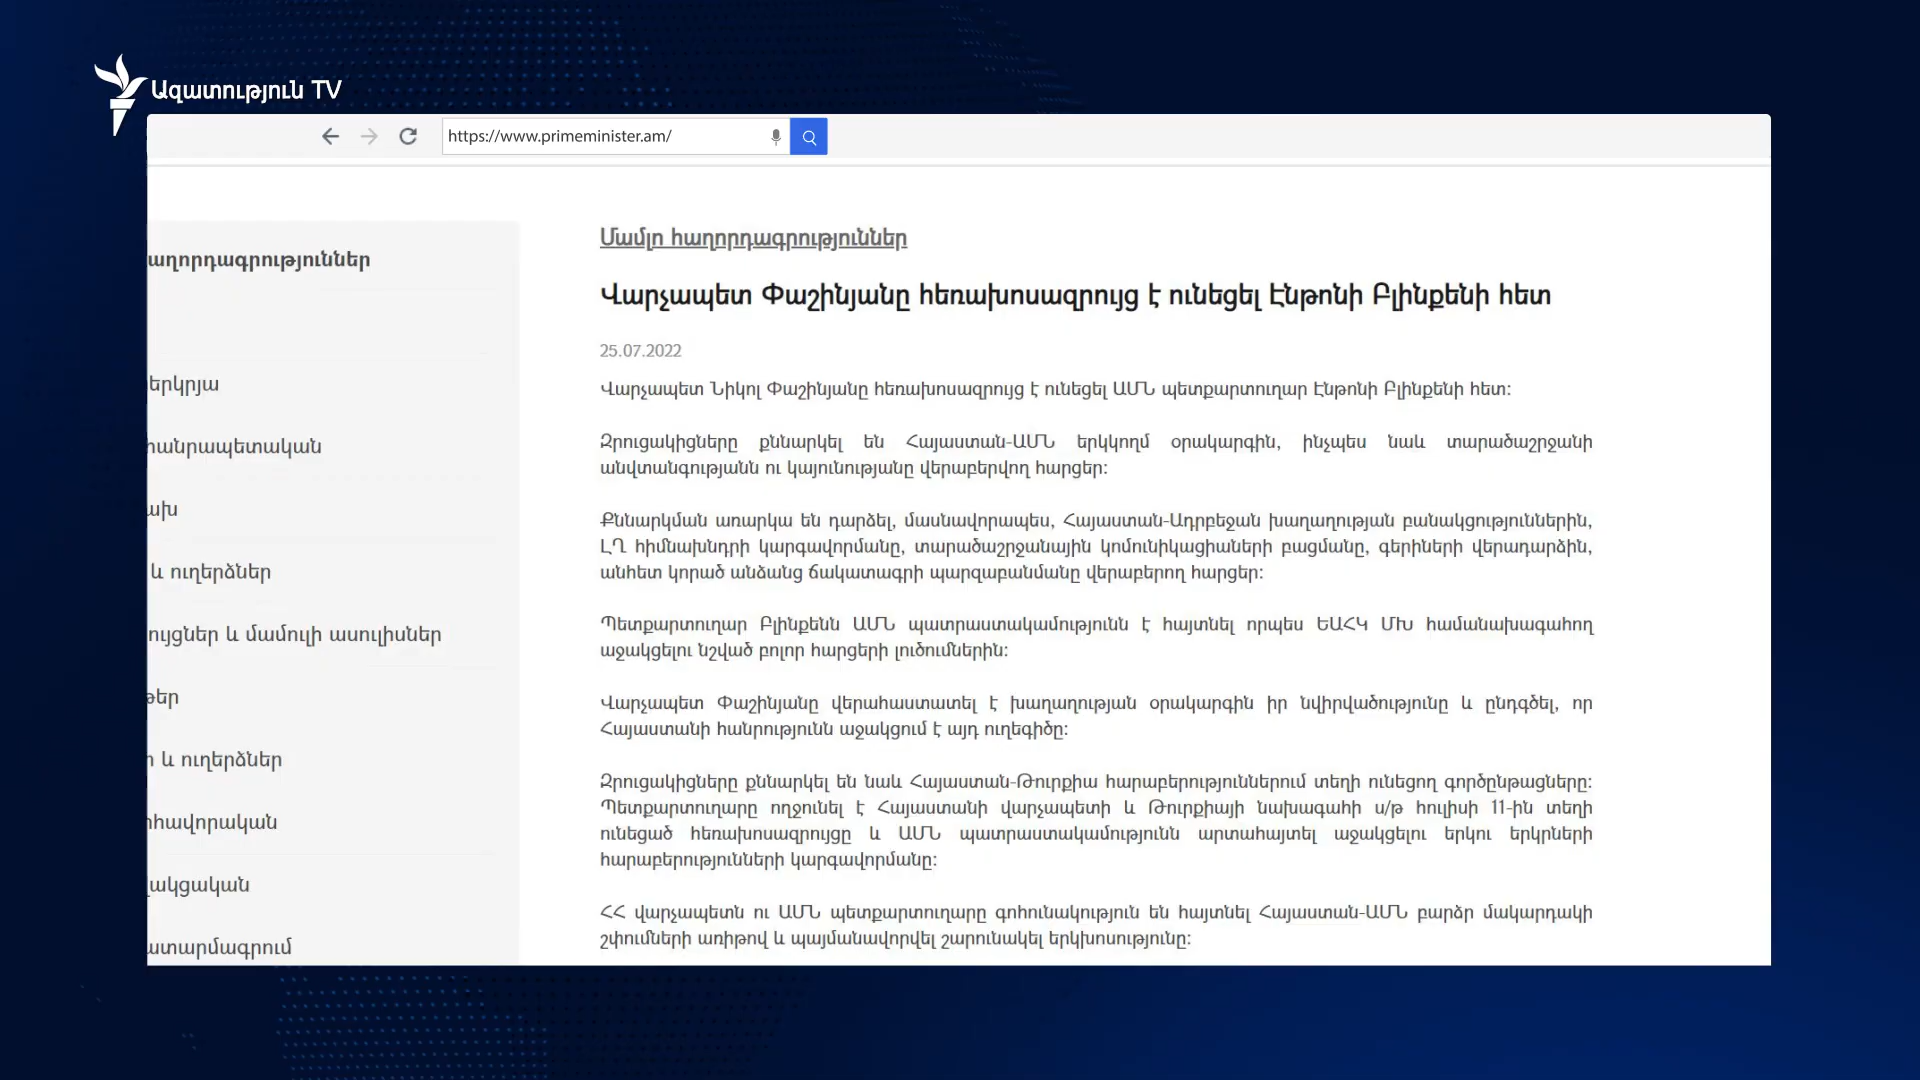 Ազատություն TV
https://www.primeminister.am/
աղորդագրություններ
երկրյա
հանրապետական
ախ
և ուղերձներ
ույցներ և մամուլի ասուլիսներ
թեր
ր և ուղերձներ
հավորական
ակցական
ատարմագրում
Մամլո հաղորդագրություններ
Վարչապետ Փաշինյանը հեռախոսազրույց է ունեցել Էնթոնի Բլինքենի հետ
25.07.2022
Վարչապետ Նիկոլ Փաշինյանը հեռախոսազրույց է ունեցել ԱՄՆ պետքարտուղար Էնթոնի Բլինքենի հետ:
Զրուցակիցները քննարկել են Հայաստան-ԱՄՆ երկկողմ օրակարգին, ինչպես նաև տարածաշրջանի
անվտանգությանն ու կայունությանը վերաբերվող հարցեր:
Քննարկման առարկա են դարձել, մասնավորապես, Հայաստան-Ադրբեջան խաղաղության բանակցություններին,
ԼՂ հիմնախնդրի կարգավորմանը, տարածաշրջանային կոմունիկացիաների բացմանը, գերիների վերադարձին,
անհետ կորած անձանց ճակատագրի պարզաբանմանը վերաբերող հարցեր:
Պետքարտուղար Բլինքենն ԱՄՆ պատրաստակամությունն է հայտնել որպես ԵԱՀԿ ՄԽ համանախագահող
աջակցելու նշված բոլոր հարցերի լուծումներին:
Վարչապետ Փաշինյանը վերահաստատել է խաղաղության օրակարգին իր նվիրվածությունը և ընդգծել, որ
Հայաստանի հանրությունն աջակցում է այդ ուղեգիծը:
Զրուցակիցները քննարկել են նաև Հայաստան-Թուրքիա հարաբերություններում տեղի ունեցող գործընթացները:
Պետքարտուղարը ողջունել է Հայաստանի վարչապետի և Թուրքիայի նախագահի ս/թ հուլիսի 11-ին տեղի
ունեցած հեռախոսազրույցը և ԱՄՆ պատրաստակամությունն արտահայտել աջակցելու երկու երկրների
հարաբերությունների կարգավորմանը:
ՀՀ վարչապետն ու ԱՄՆ պետքարտուղարը գոհունակություն են հայտնել Հայաստան-ԱՄՆ բարձր մակարդակի
շփումների առիթով և պայմանավորվել շարունակել երկխոսությունը: